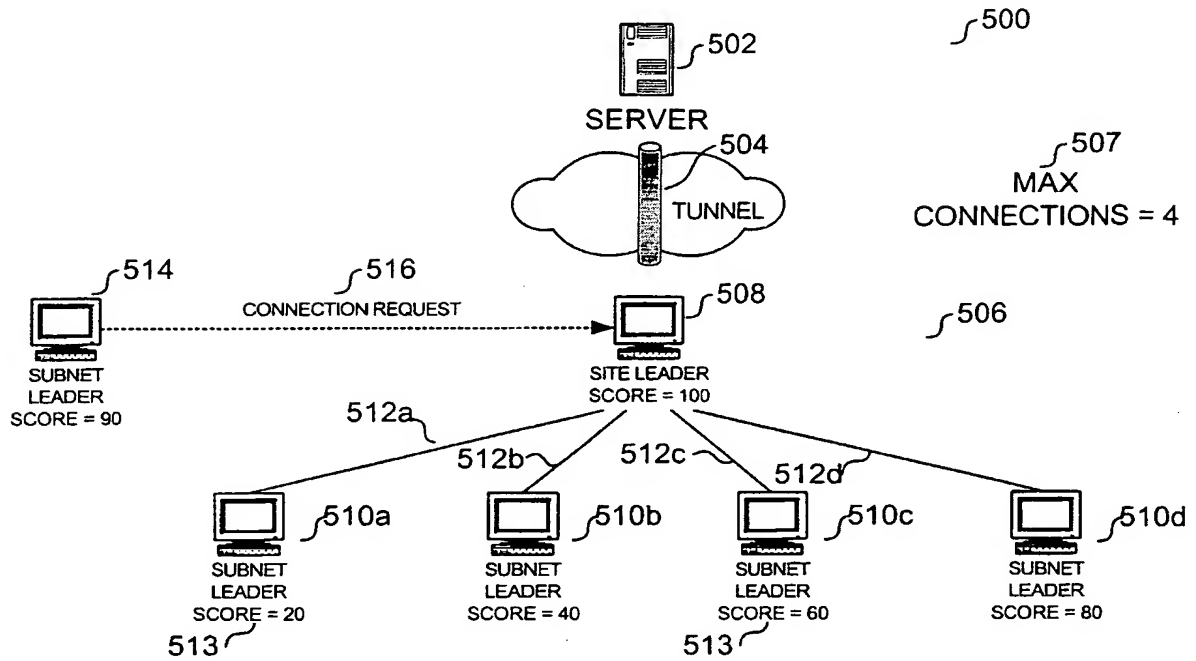 500
502
SERVER
504
507
MAX
CONNECTIONS = 4
TUNNEL
514
516
508
CONNECTION REQUEST
506
SUBNET
LEADER
SCORE = 90
SITE LEADER
SCORE = 100
512a
512b
512c
512d
510a
510b
510c
510d
SUBNET
LEADER
SCORE = 20
SUBNET
LEADER
SCORE = 40
SUBNET
LEADER
SCORE = 60
SUBNET
LEADER
SCORE = 80
513
513